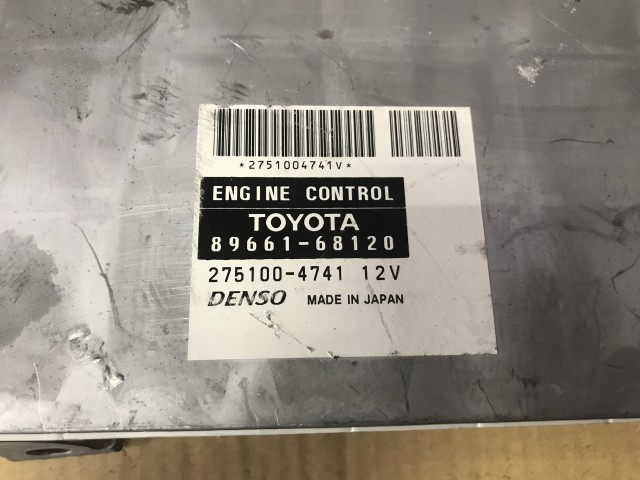 *2751004741V*
ENGINE CONTROL
TOYOTA
89661-68120
275100-4741 12V
DENSO MADE IN JAPAN